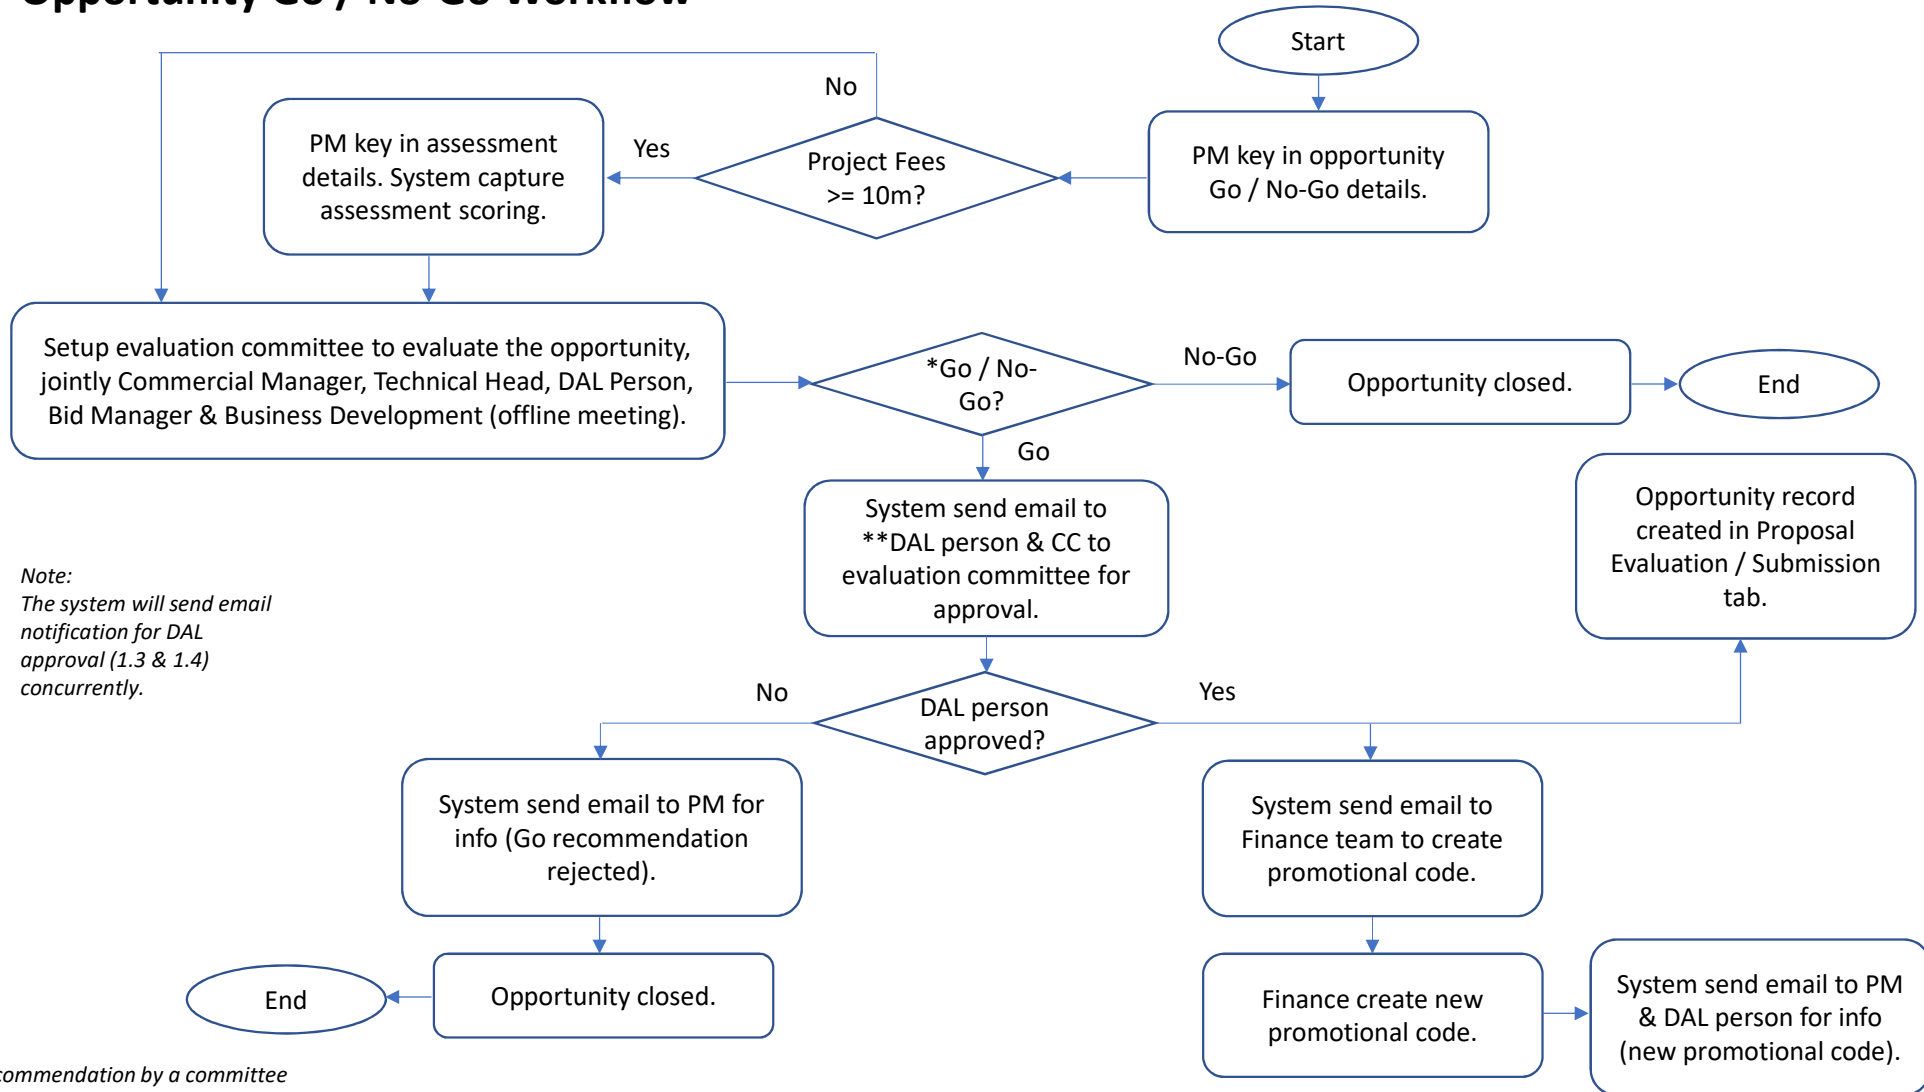 Opportunity Go / No-Go Workflow
Start
No
PM key in assessment
details. System capture
assessment scoring.
Yes
Project Fees
>= 10m?
PM key in opportunity
Go / No-Go details.
Setup evaluation committee to evaluate the opportunity,
jointly Commercial Manager, Technical Head, DAL Person,
Bid Manager & Business Development (offline meeting).
*Go / No-
Go?
No-Go
Opportunity closed.
End
Go
System send email to
**DAL person & CC to
evaluation committee for
approval.
Opportunity record
created in Proposal
Evaluation / Submission
tab.
Note:
The system will send email
notification for DAL
approval (1.3 & 1.4)
concurrently.
No
DAL person
approved?
Yes
System send email to PM for
info (Go recommendation
rejected).
System send email to
Finance team to create
promotional code.
End
Opportunity closed.
Finance create new
promotional code.
System send email to PM
& DAL person for info
(new promotional code).
commendation by a committee